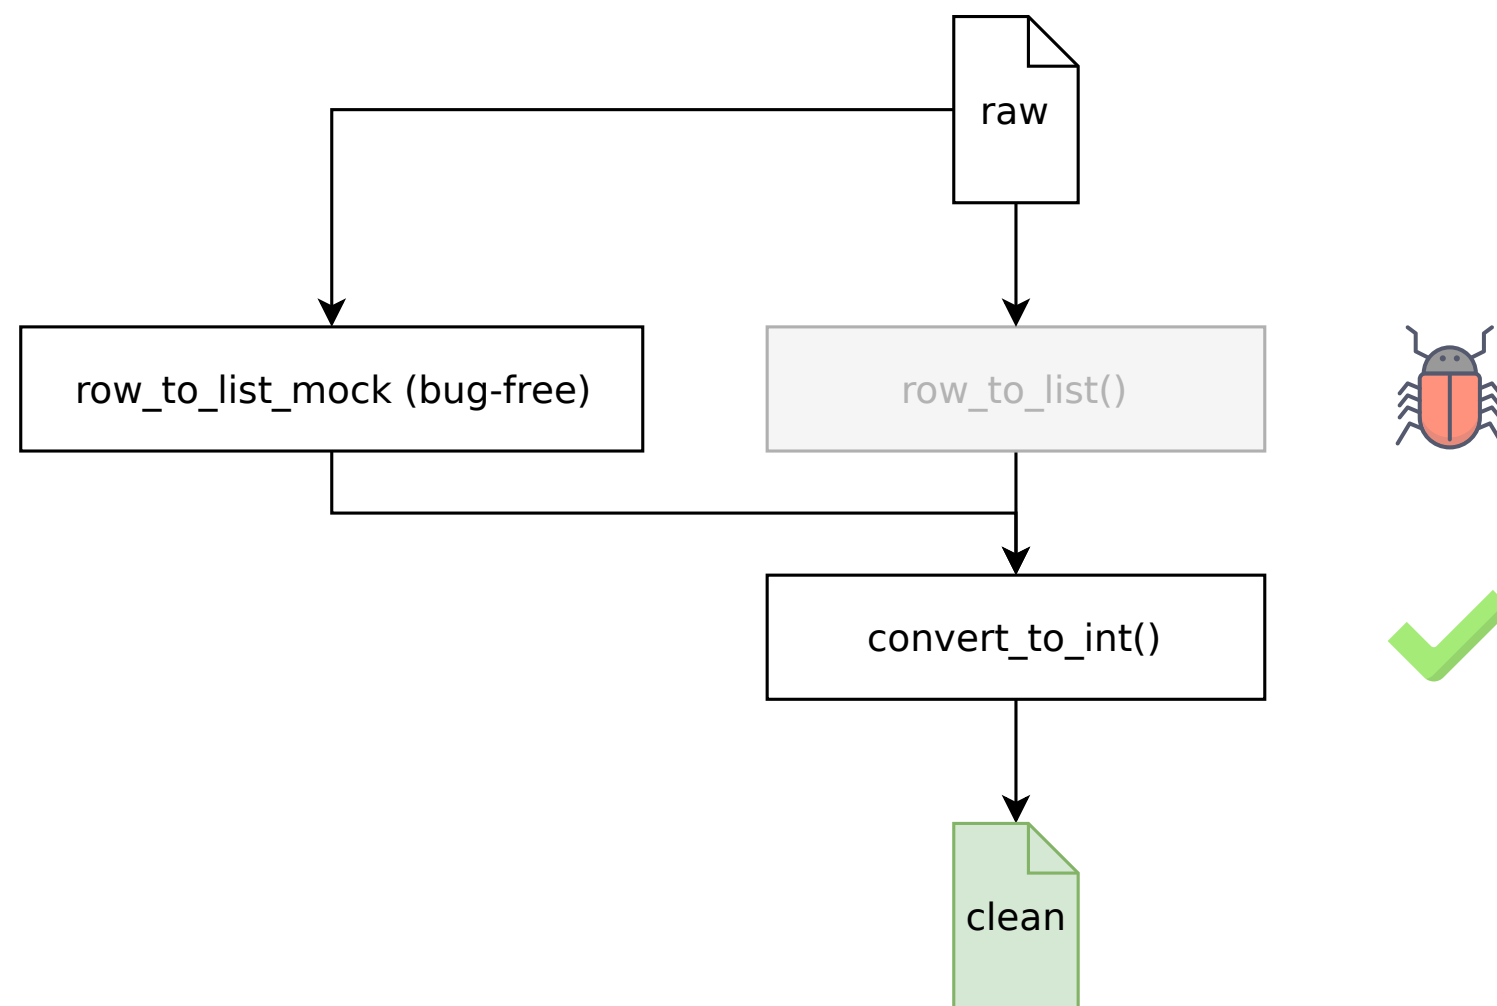 raw
row_to_list_mock (bug-free)
row_to_list()
convert_to_int()
clean